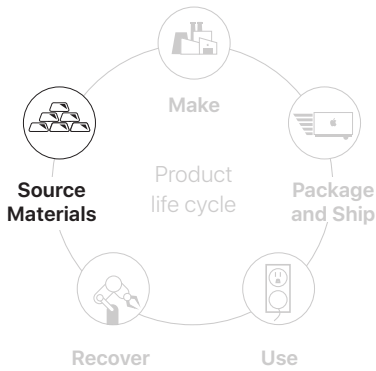 Make
Source
Materials
Product
life cycle
Package
and Ship
Recover
Use